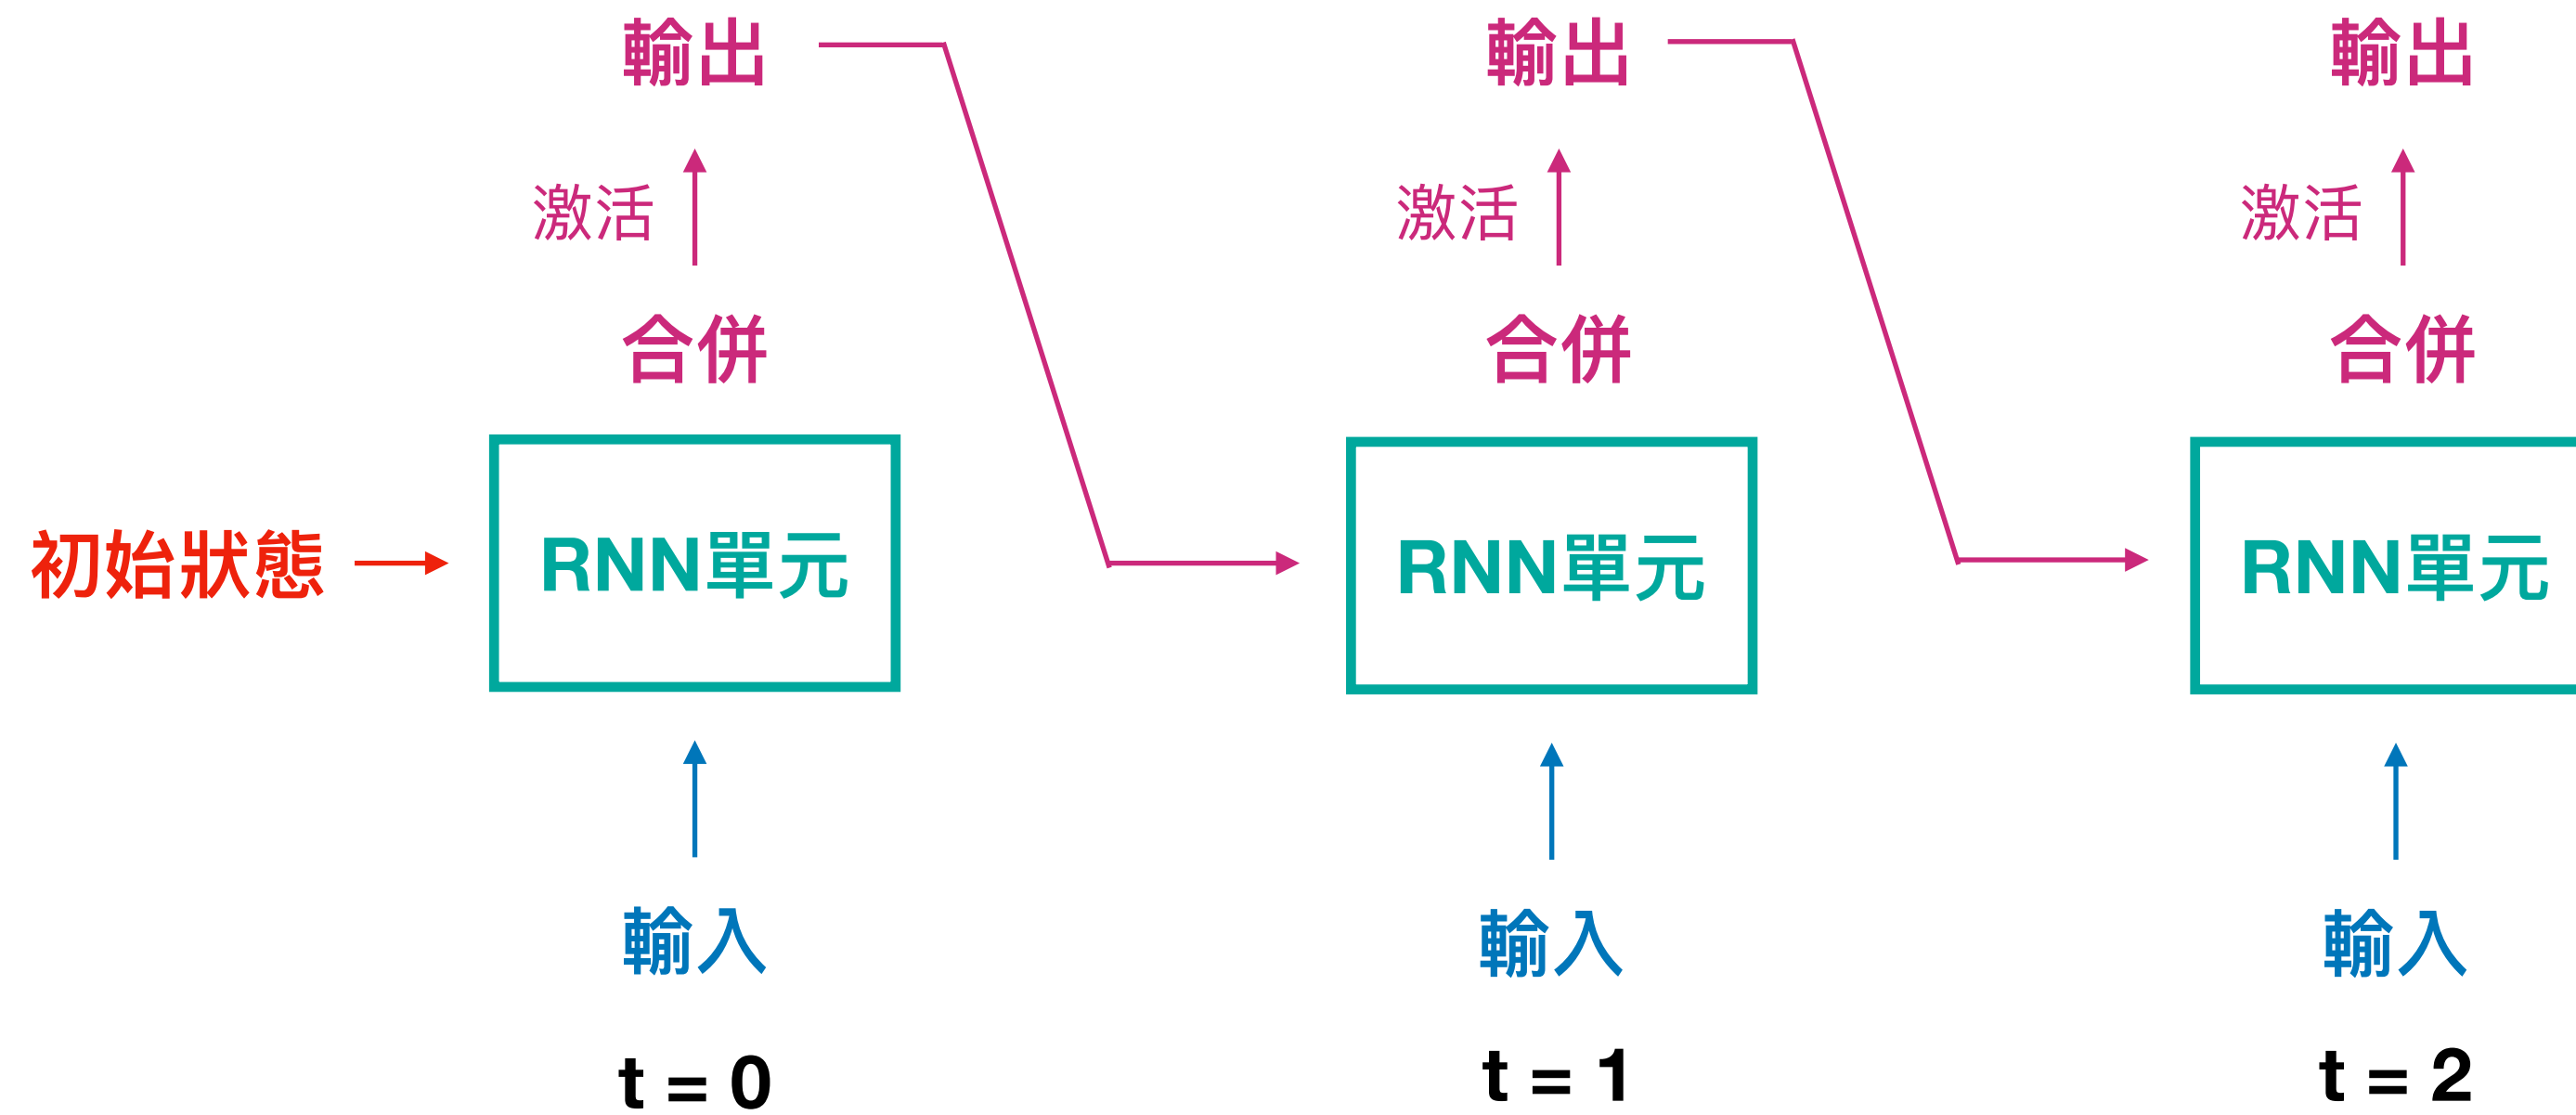 輸出 輸出 輸出
激活 激活 激活
合併 合併 合併
初始狀態 RNN單元 RNN單元 RNN單元
輸入 輸入 輸入
t = 0 t = 1 t = 2